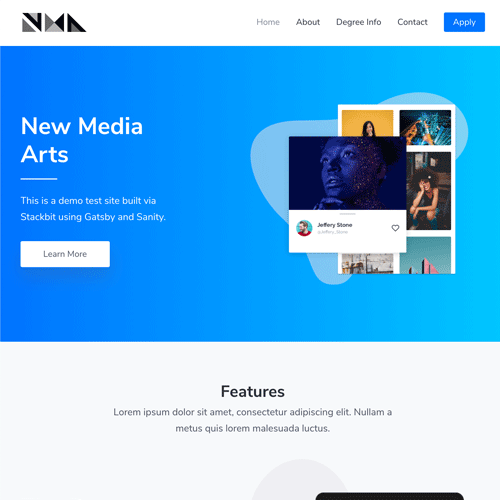 NMA
Home About Degree Info Contact Apply
New Media
Arts
This is a demo test site built via
Stackbit using Gatsby and Sanity.
Learn More
Jeffery Stone
@Jeffery_Stone
Features
Lorem ipsum dolor sit amet, consectetur adipiscing elit. Nullam a
metus quis lorem malesuada luctus.